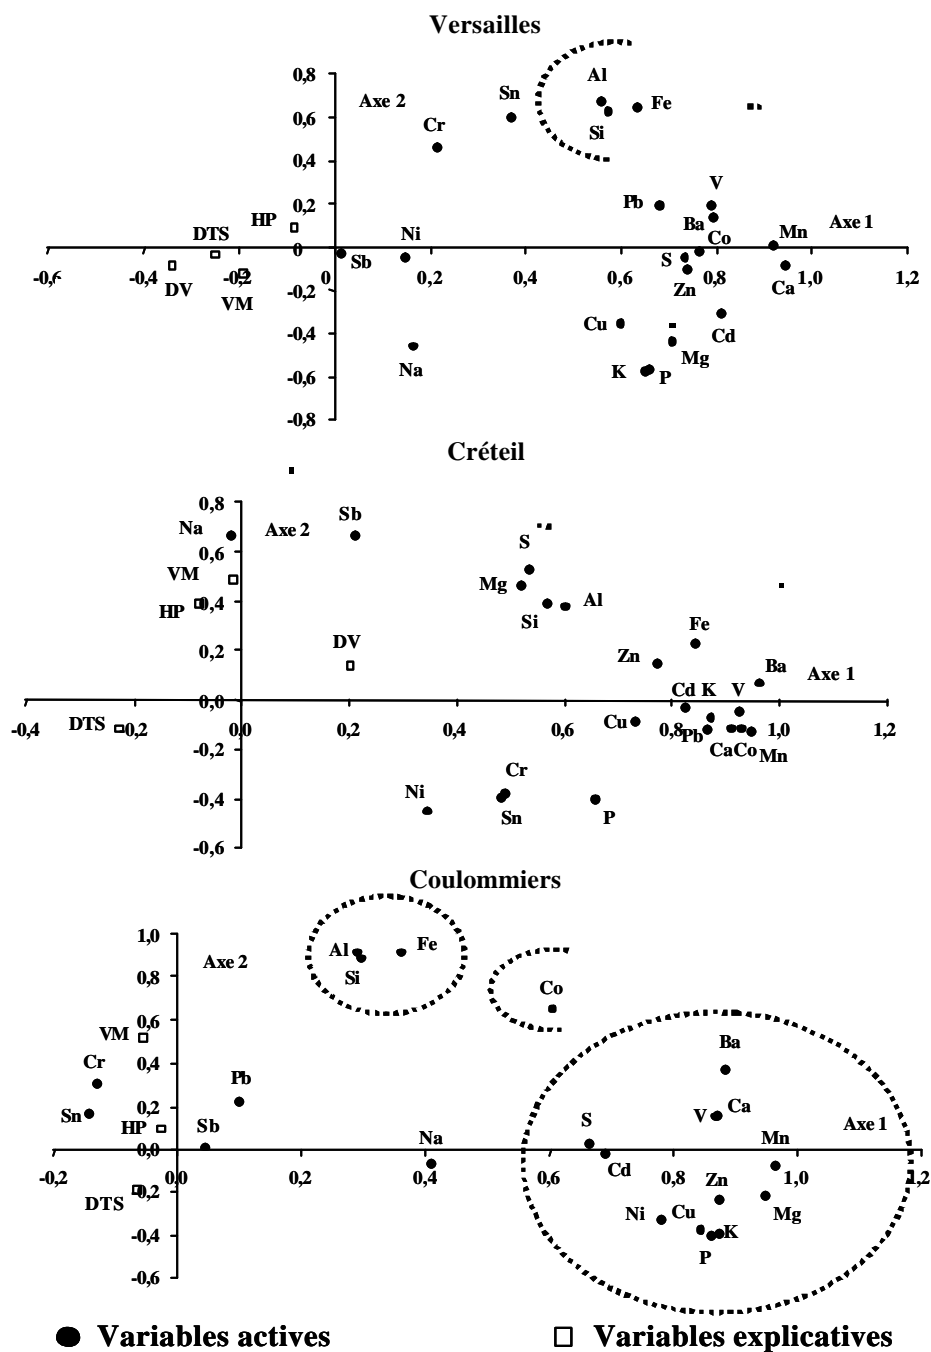 Versailles
0,8
Al
Axe 2
Sn
Fe
0,6
Cr
Si
0,4
V
0,2
Pb
HP
Ba
Axe 1
DTS
Ni
Co
Mn
0
-0,6
-0,4
-0,2
0
Sb
0,2
0,4
0,6
S
0,8
1,0
1,2
DV
VM
Zn
Ca
-0,2
Cu
Cd
-0,4
Na
Mg
K
P
-0,6
-0,8
Créteil
0,8
Sb
Na
Axe 2
0,6
S
VM
Mg
0,4
HP
Si
Al
Fe
DV
0,2
Zn
Ba
Axe 1
Cd K V
0,0
DTS
Cu
-0,4
-0,2
0,0
0,2
0,4
0,6
0,8
Pb
1,0
1,2
CaCo
Mn
-0,2
Cr
Ni
-0,4
Sn
P
-0,6
Coulommiers
1,0
Al
Fe
Axe 2
Si
0,8
Co
0,6
VM
Ba
Cr
0,4
Pb
Ca
Sn
0,2
V
Axe 1
HP
Sb
S
Na
Mn
0,0
-0,2
0,0
0,2
0,4
0,6
Cd
0,8
Zn
1,0
1,2
DTS
-0,2
Ni
Cu
Mg
-0,4
K
P
-0,6
Variables actives
Variables explicatives